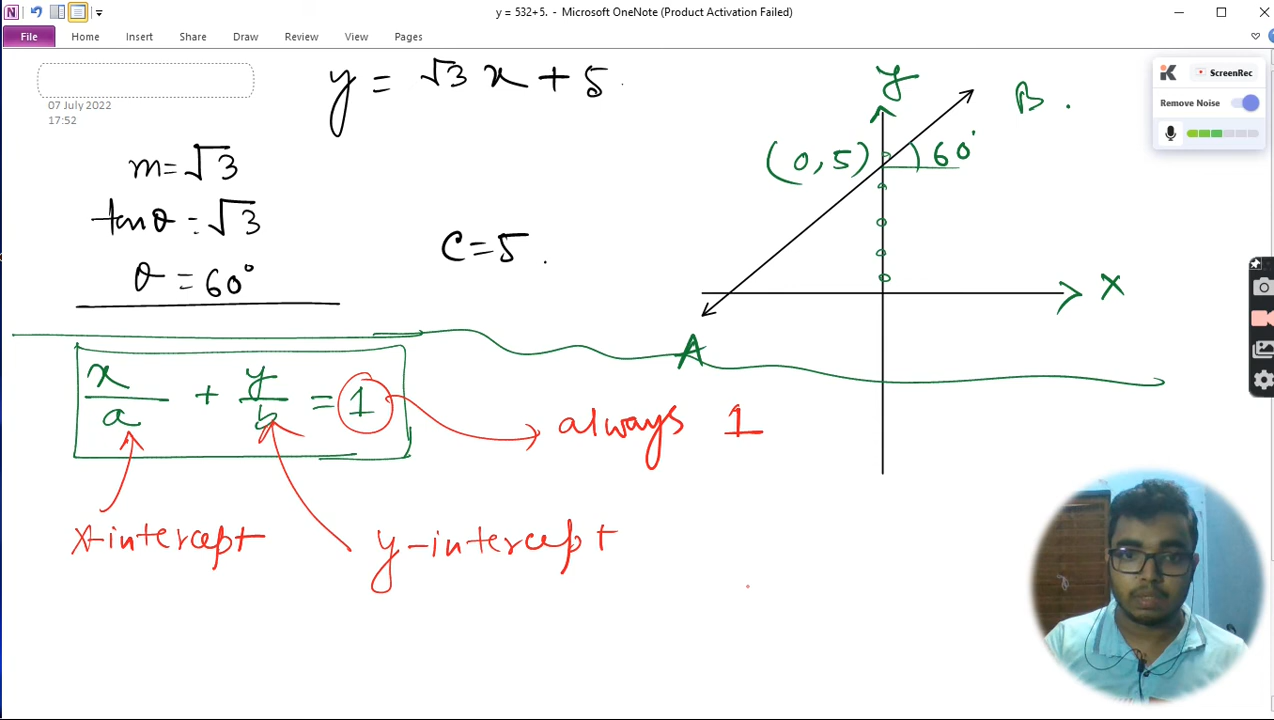 y = 532+5. - Microsoft OneNote (Product Activation Failed)
File Home Insert Share Draw Review View Pages
07 July 2022
17:52
ScreenRec
Remove Noise
y = √3 x + 5
m = √3
tanθ = √3
θ = 60°
C = 5.
y
B.
(0, 5)
60°
X
A
x/a + y/b = 1
always 1
x-intercept
y-intercept